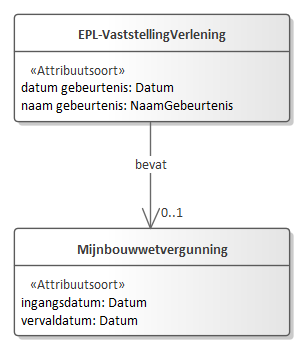 EPL-VaststellingVerlening
«Attribuutsoort»
datum gebeurtenis: Datum
naam gebeurtenis: NaamGebeurtenis
bevat
0..1
Mijnbouwwetvergunning
«Attribuutsoort»
ingangsdatum: Datum
vervaldatum: Datum